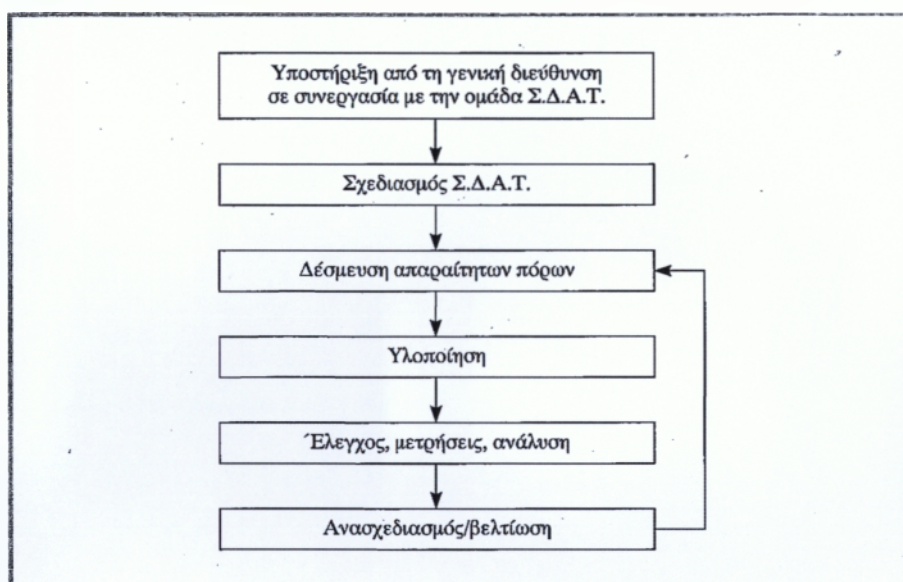 Υποστήριξη από τη γενική διεύθυνση
σε συνεργασία με την ομάδα Σ.Δ.Α.Τ.
Σχεδιασμός Σ.Δ.Α.Τ.
Δέσμευση απαραίτητων πόρων
Υλοποίηση
Έλεγχος, μετρήσεις, ανάλυση
Ανασχεδιασμός/βελτίωση